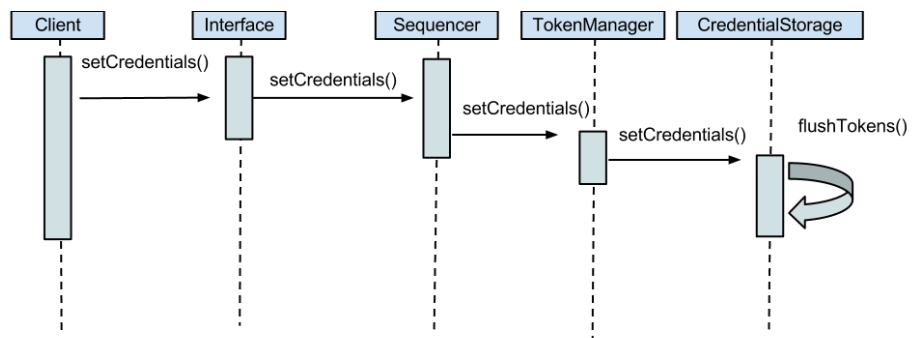 Client
Interface
Sequencer
TokenManager
CredentialStorage
setCredentials()
setCredentials()
setCredentials()
setCredentials()
flushTokens()